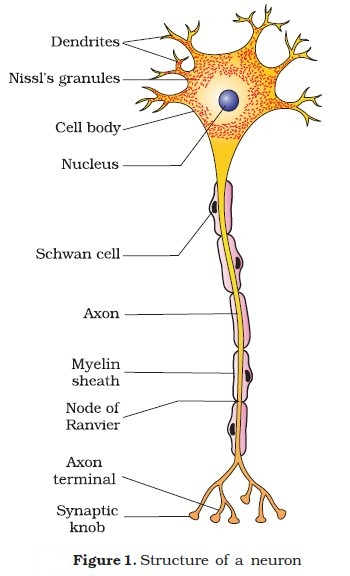 Dendrites
Nissl's granules
Cell body
Nucleus
Schwan cell
Axon
Myelin
sheath
Node of
Ranvier
Axon
terminal
Synaptic
knob
Figure 1. Structure of a neuron